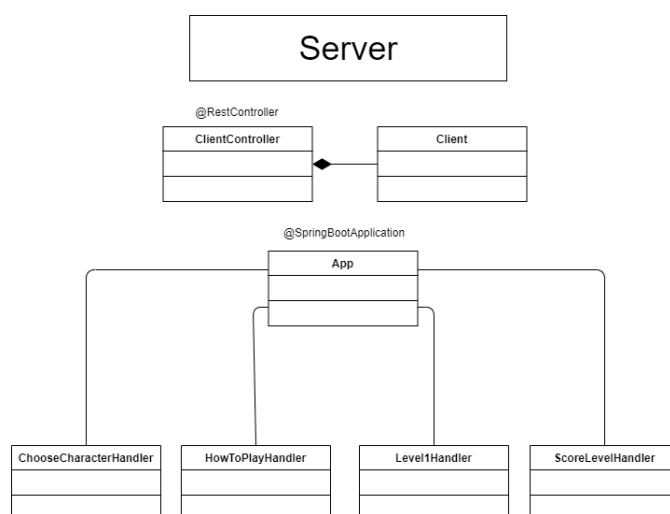 Server
@RestController
ClientController
Client
@SpringBootApplication
App
ChooseCharacterHandler
HowToPlayHandler
Level1Handler
ScoreLevelHandler